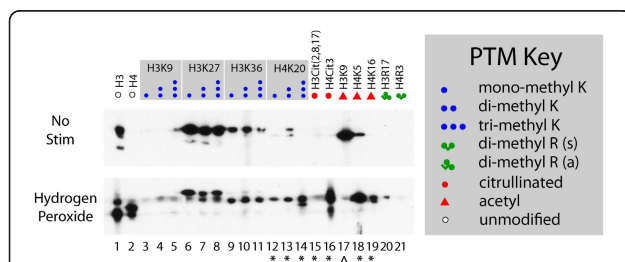 H3
H4
H3K9
H3K27
H3K36
H4K20
H3Cit(2,8,17)
H4Cit3
H3K9
H4K5
H4K16
H3R17
H4R3
No
Stim
Hydrogen
Peroxide
1 2 3 4 5 6 7 8 9 10 11 12 13 14 15 16 17 18 19 20 21
* * * * * ^ * *
PTM Key
mono-methyl K
di-methyl K
tri-methyl K
di-methyl R (s)
di-methyl R (a)
citrullinated
acetyl
unmodified